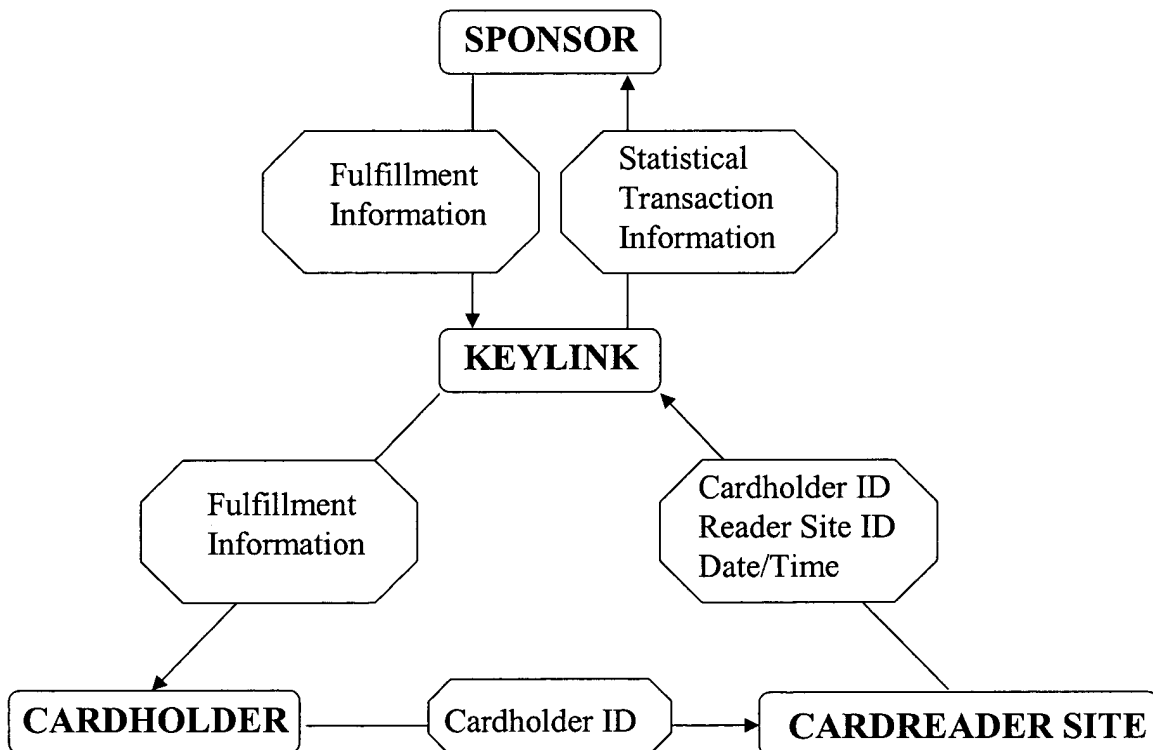 SPONSOR
Fulfillment
Information
Statistical
Transaction
Information
KEYLINK
Fulfillment
Information
Cardholder ID
Reader Site ID
Date/Time
CARDHOLDER
Cardholder ID
CARDREADER SITE